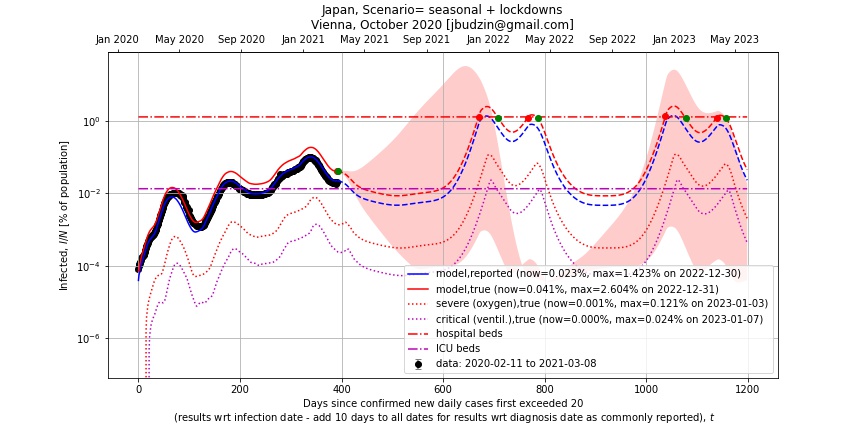 Japan, Scenario= seasonal + lockdowns
Vienna, October 2020 [jbudzin@gmail.com]
Jan 2020 May 2020 Sep 2020 Jan 2021 May 2021 Sep 2021 Jan 2022 May 2022 Sep 2022 Jan 2023 May 2023
Infected, I/N [% of population]
10⁰
10⁻²
10⁻⁴
10⁻⁶
model,reported (now=0.023%, max=1.423% on 2022-12-30)
model,true (now=0.041%, max=2.604% on 2022-12-31)
severe (oxygen),true (now=0.001%, max=0.121% on 2023-01-03)
critical (ventil.),true (now=0.000%, max=0.024% on 2023-01-07)
hospital beds
ICU beds
data: 2020-02-11 to 2021-03-08
0 200 400 600 800 1000 1200
Days since confirmed new daily cases first exceeded 20
(results wrt infection date - add 10 days to all dates for results wrt diagnosis date as commonly reported), t